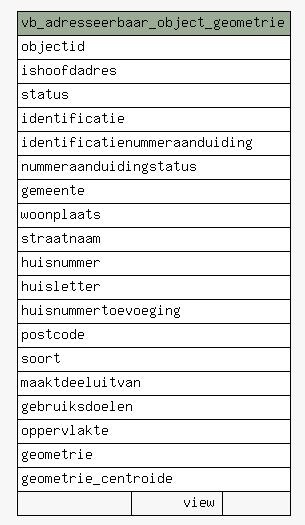 vb_adresseerbaar_object_geometrie
objectid
ishoofdadres
status
identificatie
identificatienummeraanduiding
nummeraanduidingstatus
gemeente
woonplaats
straatnaam
huisnummer
huisletter
huisnummertoevoeging
postcode
soort
maaktdeeluitvan
gebruiksdoelen
oppervlakte
geometrie
geometrie_centroide
view